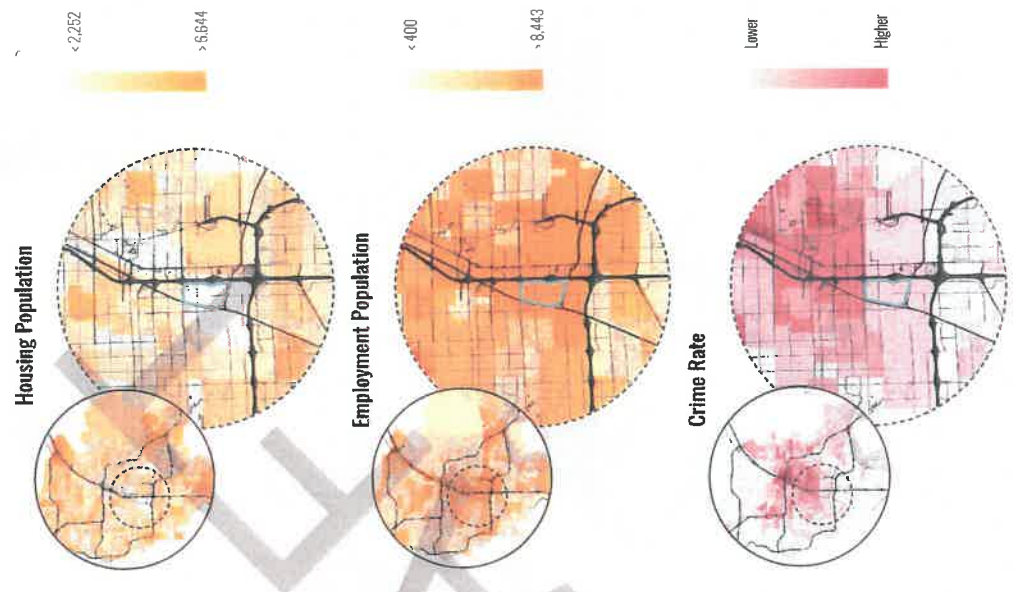 Housing Population
< 2,252
> 6,644
Employment Population
< 400
> 8,443
Crime Rate
Lower
Higher